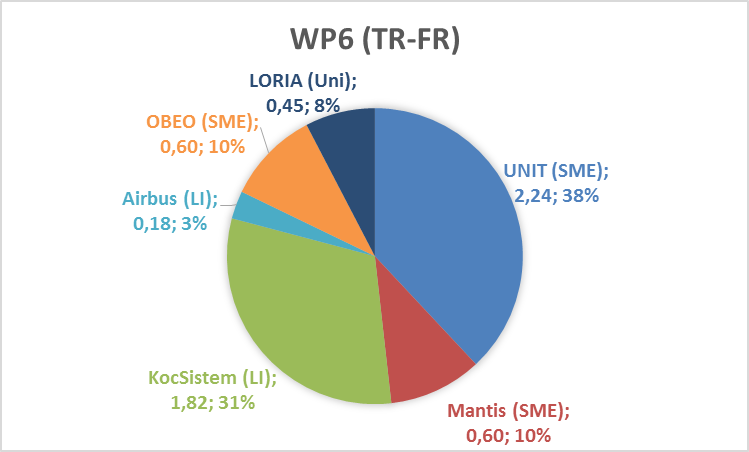 WP6 (TR-FR)
LORIA (Uni);
0,45; 8%
OBEO (SME);
0,60; 10%
UNIT (SME);
2,24; 38%
Airbus (LI);
0,18; 3%
KocSistem (LI);
1,82; 31%
Mantis (SME);
0,60; 10%